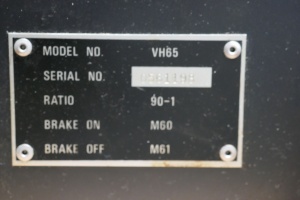 MODEL NO. VH65
SERIAL NO.
RATIO 90-1
BRAKE ON M60
BRAKE OFF M61